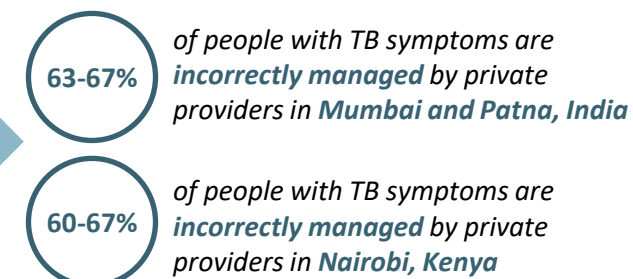 63-67%
of people with TB symptoms are
incorrectly managed by private
providers in Mumbai and Patna, India
60-67%
of people with TB symptoms are
incorrectly managed by private
providers in Nairobi, Kenya